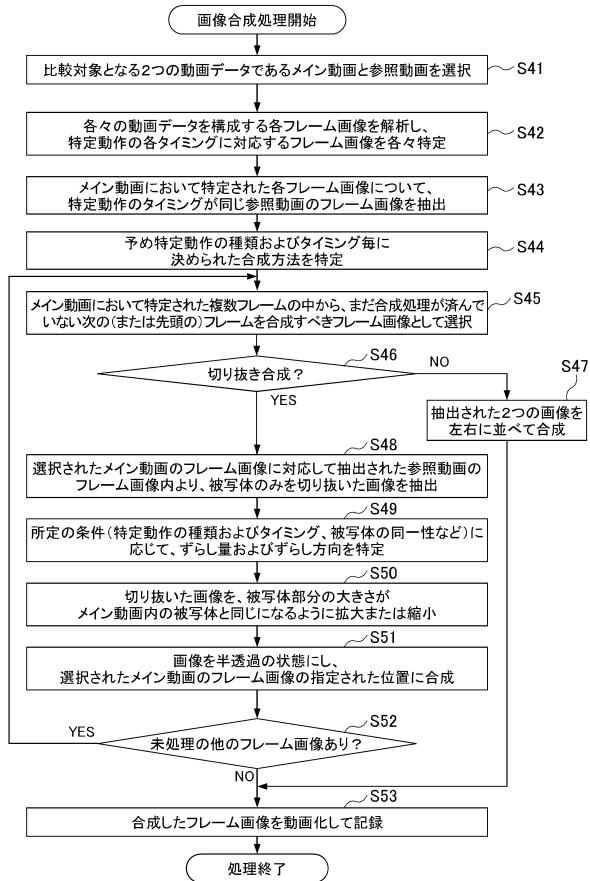 画像合成処理開始
比較対象となる2つの動画データであるメイン動画と参照動画を選択
S41
各々の動画データを構成する各フレーム画像を解析し、
特定動作の各タイミングに対応するフレーム画像を各々特定
S42
メイン動画において特定された各フレーム画像について、
特定動作のタイミングが同じ参照動画のフレーム画像を抽出
S43
予め特定動作の種類およびタイミング毎に
決められた合成方法を特定
S44
メイン動画において特定された複数フレームの中から、まだ合成処理が済んで
いない次の(または先頭の)フレームを合成すべきフレーム画像として選択
S45
切り抜き合成?
S46
NO
YES
抽出された2つの画像を
左右に並べて合成
S47
選択されたメイン動画のフレーム画像に対応して抽出された参照動画の
フレーム画像内より、被写体のみを切り抜いた画像を抽出
S48
所定の条件(特定動作の種類およびタイミング、被写体の同一性など)に
応じて、ずらし量およびずらし方向を特定
S49
切り抜いた画像を、被写体部分の大きさが
メイン動画内の被写体と同じになるように拡大または縮小
S50
画像を半透過の状態にし、
選択されたメイン動画のフレーム画像の指定された位置に合成
S51
未処理の他のフレーム画像あり?
S52
YES
NO
合成したフレーム画像を動画化して記録
S53
処理終了